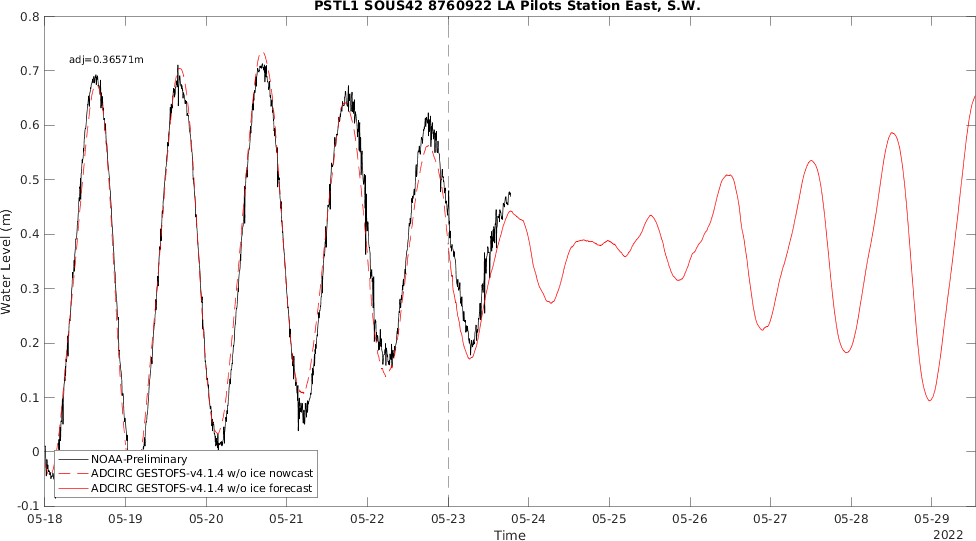 PSTL1 SOUS42 8760922 LA Pilots Station East, S.W.
0.8
0.7
0.6
0.5
0.4
0.3
0.2
0.1
0
-0.1
Water Level (m)
adj=0.36571m
NOAA-Preliminary
ADCIRC GESTOFS-v4.1.4 w/o ice nowcast
ADCIRC GESTOFS-v4.1.4 w/o ice forecast
05-18 05-19 05-20 05-21 05-22 05-23 05-24 05-25 05-26 05-27 05-28 05-29
Time
2022